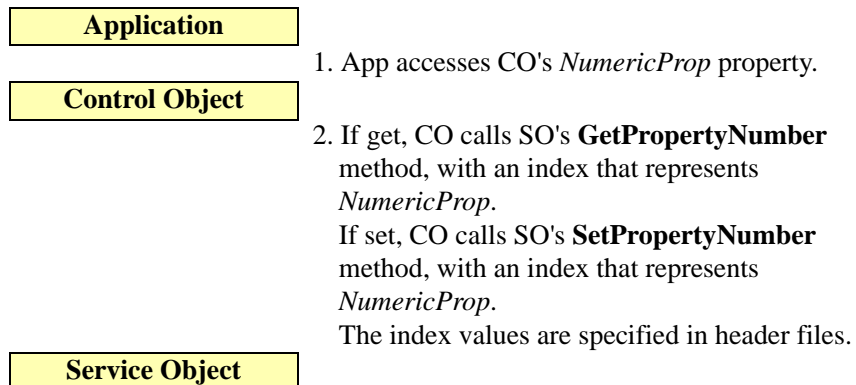 Application
1. App accesses CO's NumericProp property.
Control Object
2. If get, CO calls SO's GetPropertyNumber
method, with an index that represents
NumericProp.
If set, CO calls SO's SetPropertyNumber
method, with an index that represents
NumericProp.
The index values are specified in header files.
Service Object